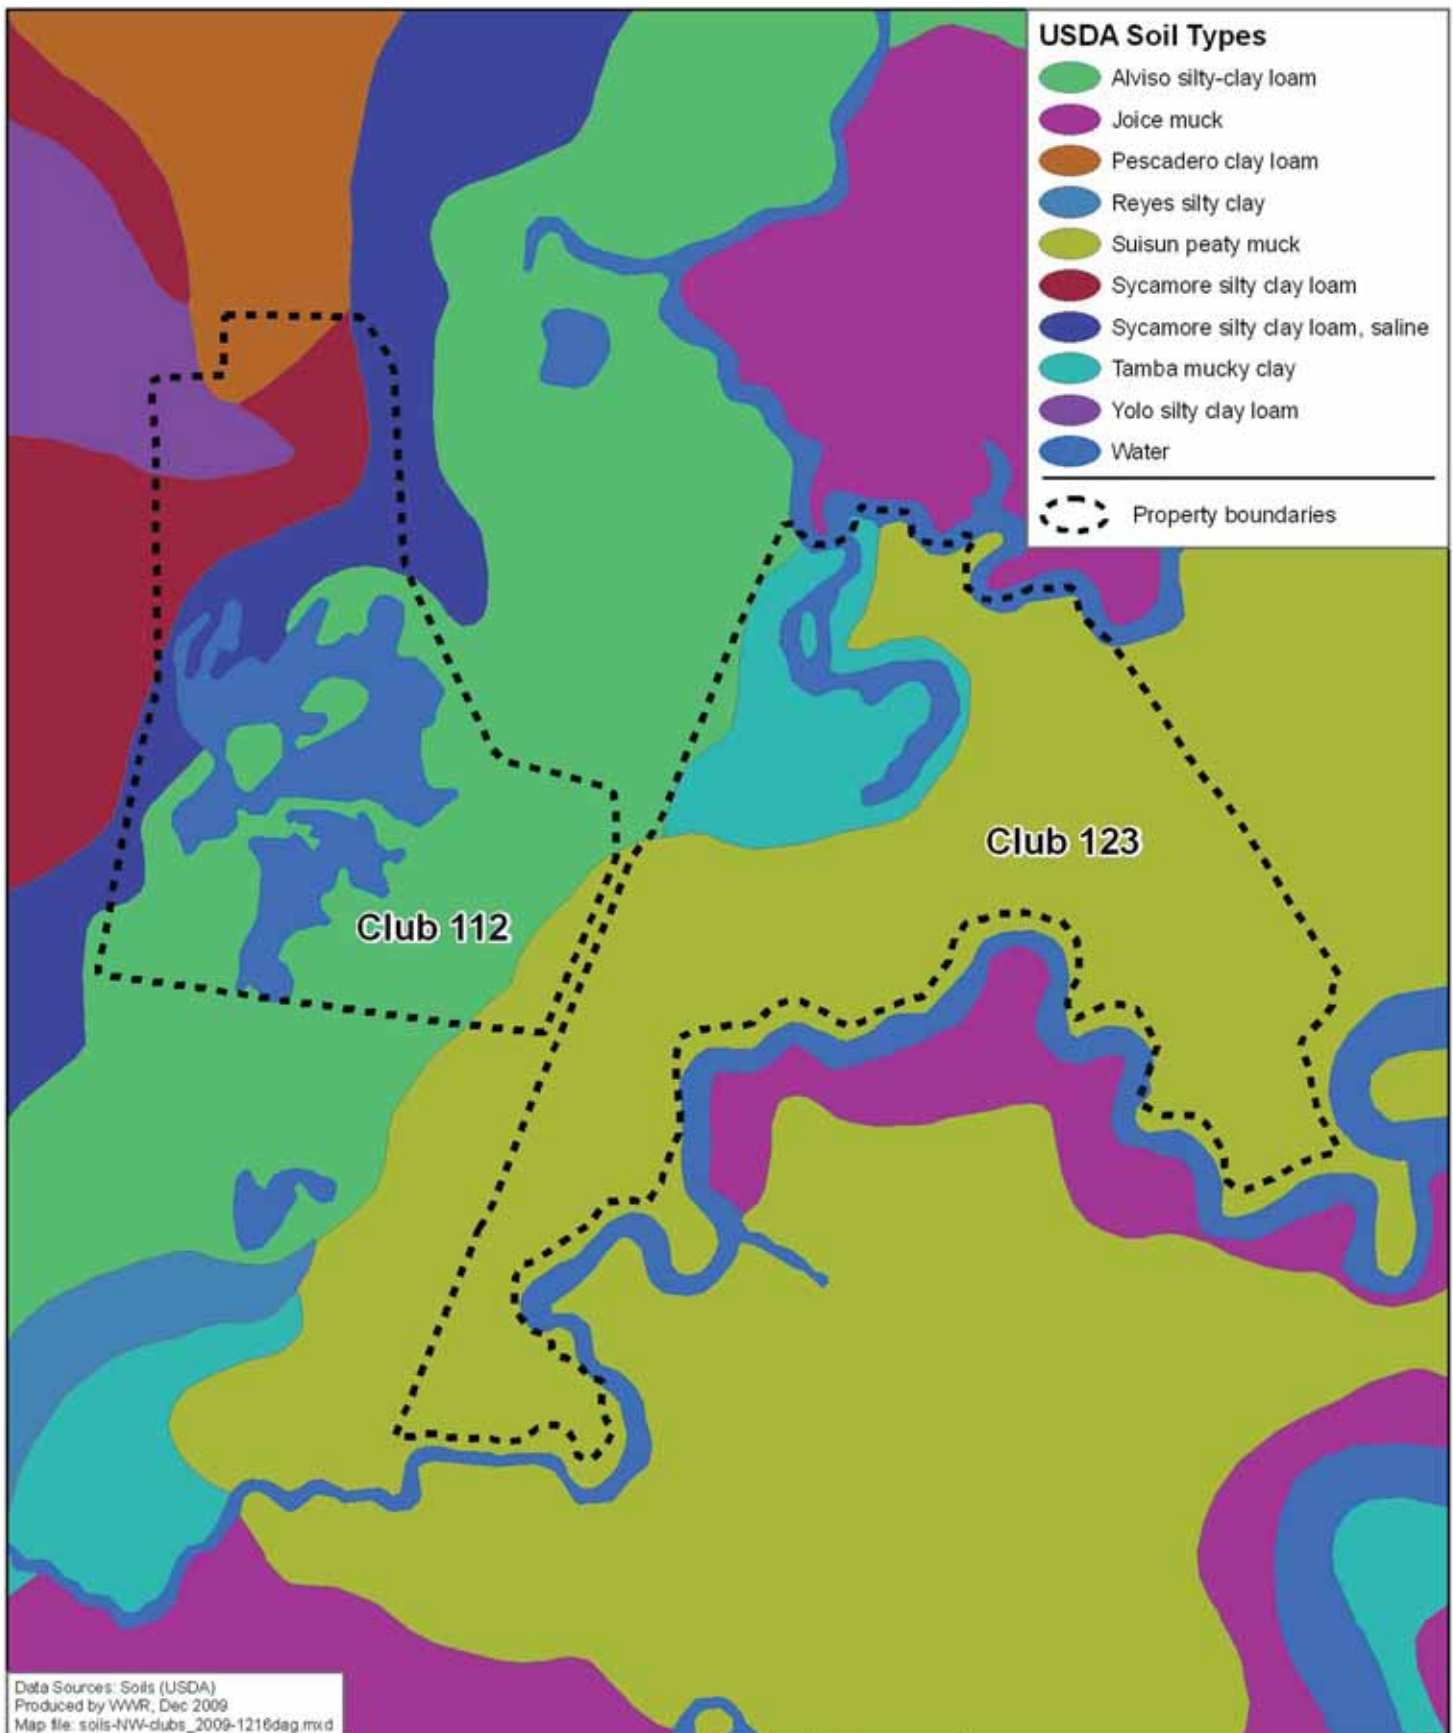 USDA Soil Types
Alviso silty-clay loam
Joice muck
Pescadero clay loam
Reyes silty clay
Suisun peaty muck
Sycamore silty clay loam
Sycamore silty clay loam, saline
Tamba mucky clay
Yolo silty clay loam
Water
Property boundaries
Club 123
Club 112
Data Sources: Soils (USDA)
Produced by WWR, Dec 2009
Map file: soils-NW-clubs_2009-1216dag.mxd